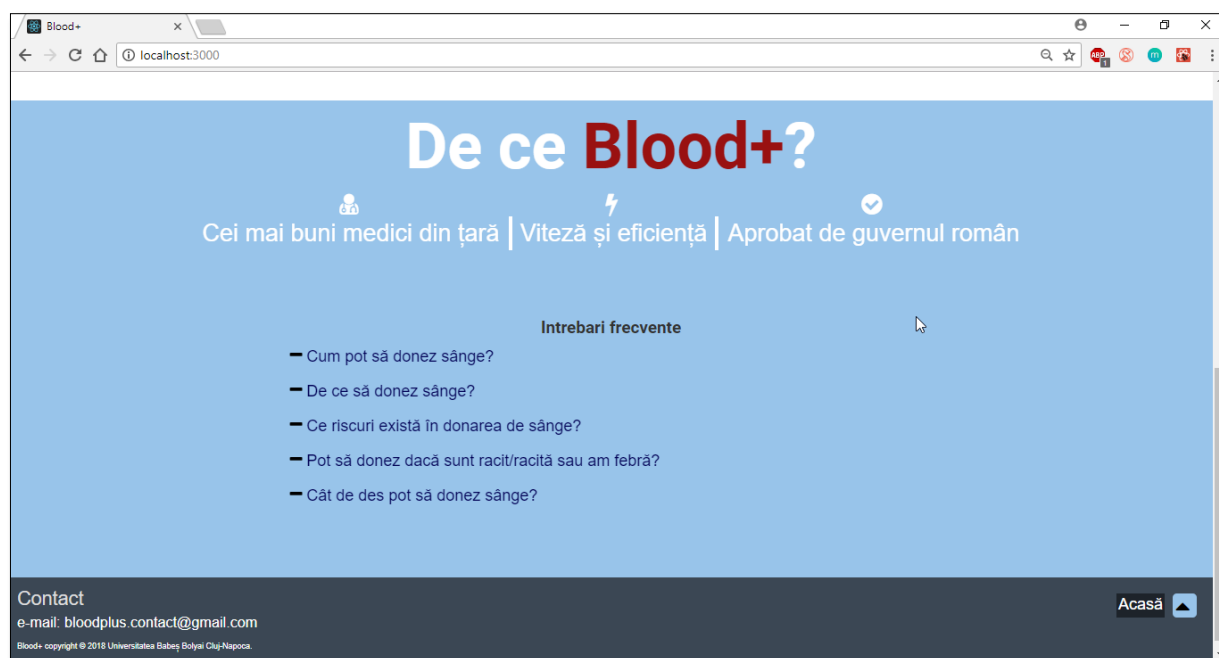 Blood+
localhost:3000
ABP
1
m
De ce Blood+?
Cei mai buni medici din țară
Viteză și eficiență
Aprobat de guvernul român
Intrebari frecvente
Cum pot să donez sânge?
De ce să donez sânge?
Ce riscuri există în donarea de sânge?
Pot să donez dacă sunt racit/racită sau am febră?
Cât de des pot să donez sânge?
Contact
e-mail: bloodplus.contact@gmail.com
Blood+ copyright © 2018 Universitatea Babeș Bolyai Cluj-Napoca.
Acasă